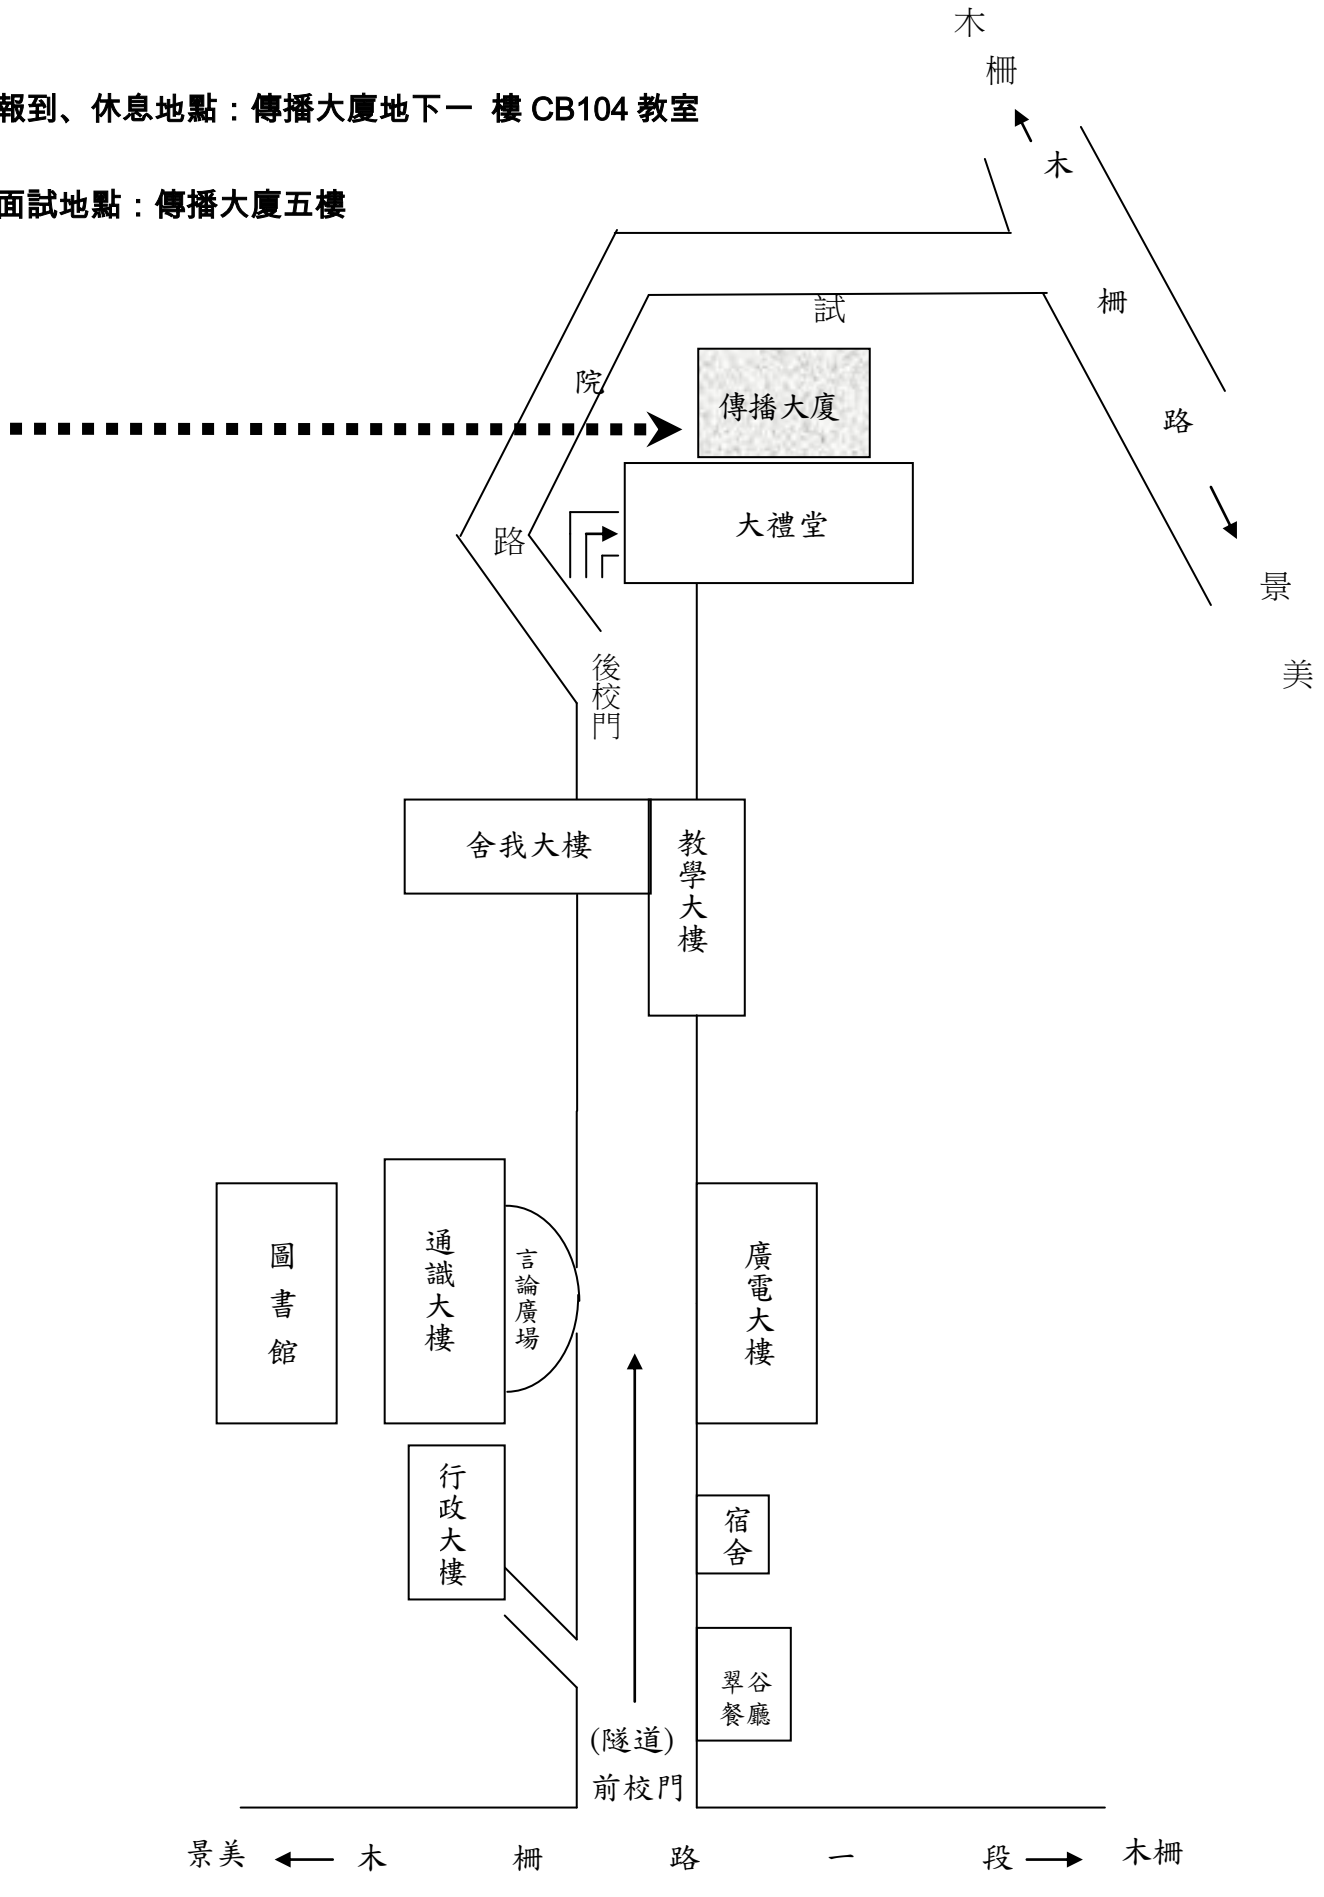 木
柵
報到、休息地點：傳播大廈地下一 樓 CB104 教室
木
面試地點：傳播大廈五樓
柵
試
院
傳播大廈
路
大禮堂
路
景
美
後校門
舍我大樓
教學大樓
圖書館
通識大樓
言論廣場
廣電大樓
行政大樓
宿舍
翠谷
餐廳
(隧道)
前校門
景美 木 柵 路 一 段 木柵